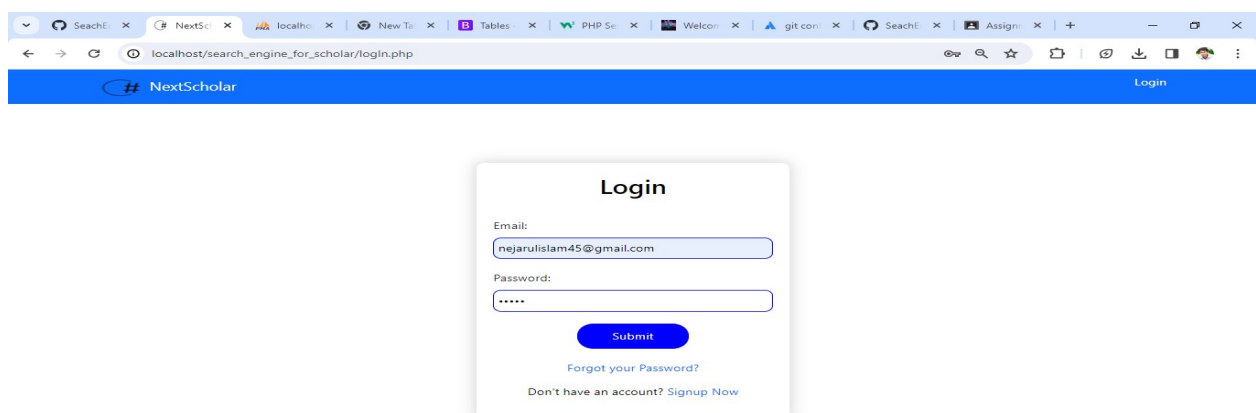 SeachE
NextSc
localho
New Ta
Tables -
PHP Se
Welcon
git con
SeachE
Assign
localhost/search_engine_for_scholar/logIn.php
NextScholar
Login
Login
Email:
nejarulislam45@gmail.com
Password:
•••••
Submit
Forgot your Password?
Don't have an account? Signup Now